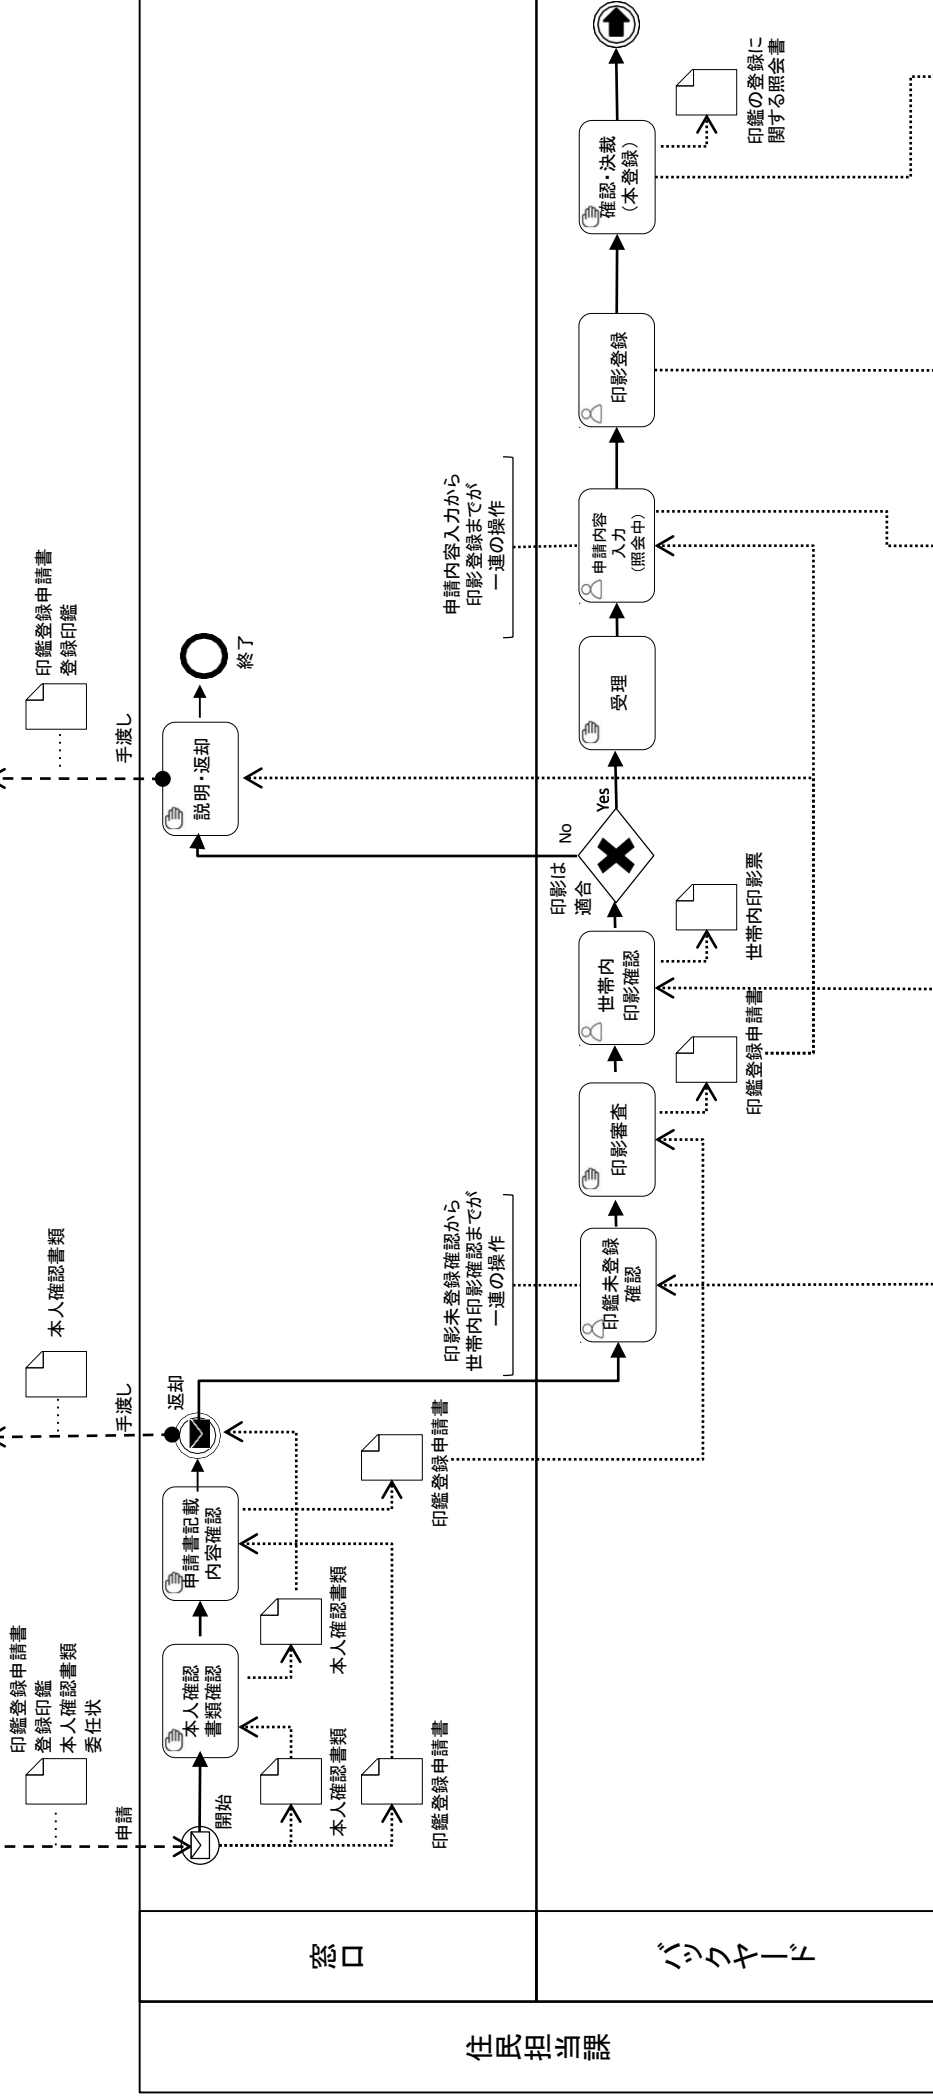 住民担当課
窓口
バックヤード
印鑑登録申請書
登録印鑑
本人確認書類
委任状
申請
開始
本人確認
書類確認
本人確認書類
印鑑登録申請書
本人確認書類
申請書記載
内容確認
印鑑登録申請書
返却
手渡し
本人確認書類
印影未登録確認から
世帯内印影確認までが
一連の操作
印鑑未登録
確認
印影審査
印鑑登録申請書
世帯内
印影確認
世帯内印影票
印影は
適合
No
Yes
説明・返却
手渡し
印鑑登録申請書
登録印鑑
終了
受理
申請内容入力から
印影登録までが
一連の操作
申請内容
入力
(照会中)
印影登録
確認・決裁
(本登録)
印鑑の登録に
関する照会書